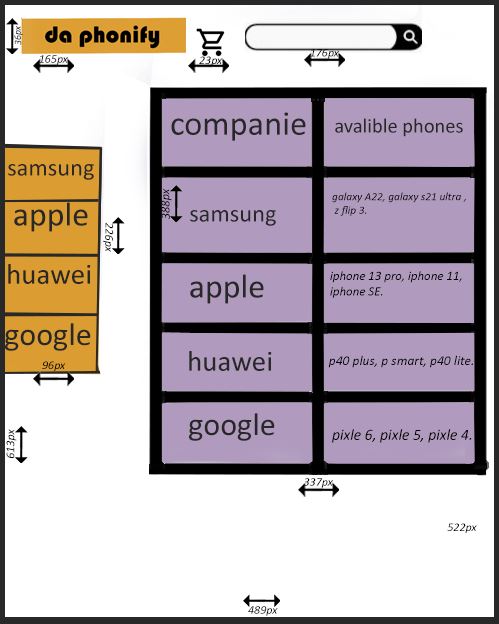 da phonify
36px
165px
23px
176px
samsung
apple
huawei
google
226px
96px
613px
companie
avalible phones
388px
samsung
galaxy A22, galaxy s21 ultra ,
z flip 3.
apple
iphone 13 pro, iphone 11,
iphone SE.
huawei
p40 plus, p smart, p40 lite.
google
pixle 6, pixle 5, pixle 4.
337px
522px
489px